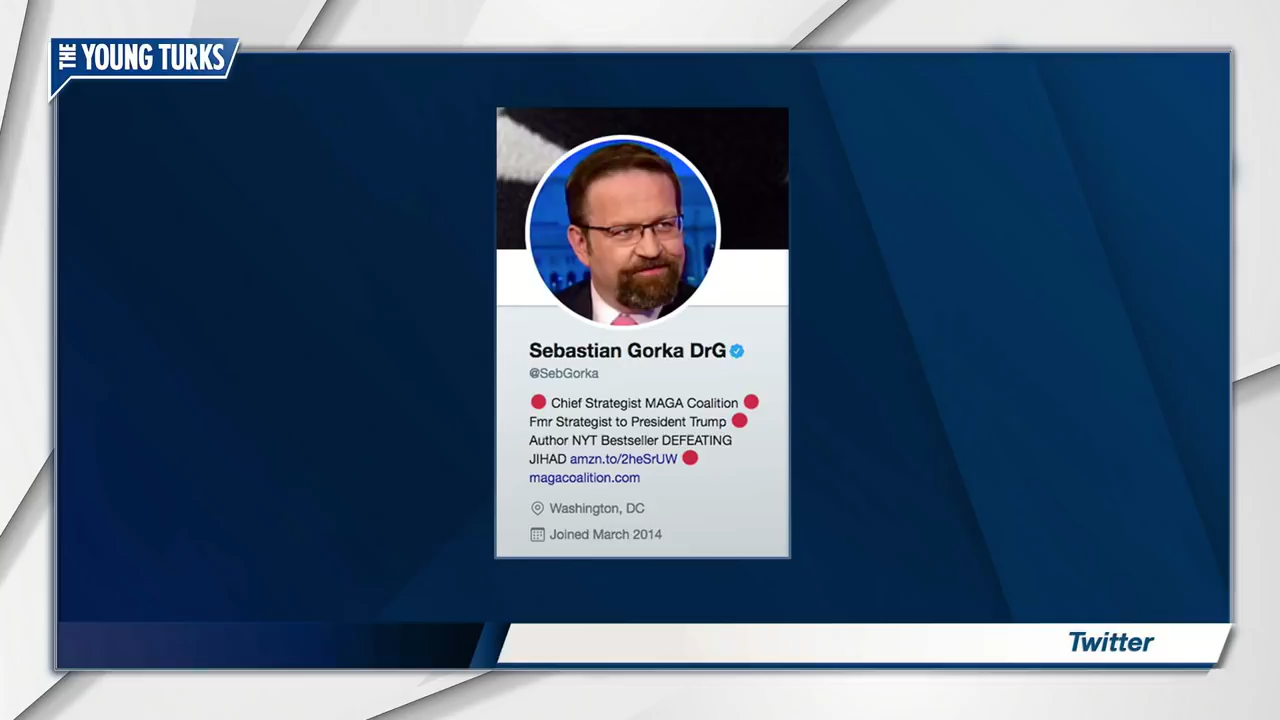 THE YOUNG TURKS
Sebastian Gorka DrG
@SebGorka
Chief Strategist MAGA Coalition
Fmr Strategist to President Trump
Author NYT Bestseller DEFEATING
JIHAD amzn.to/2heSrUW
magacoalition.com
Washington, DC
Joined March 2014
Twitter